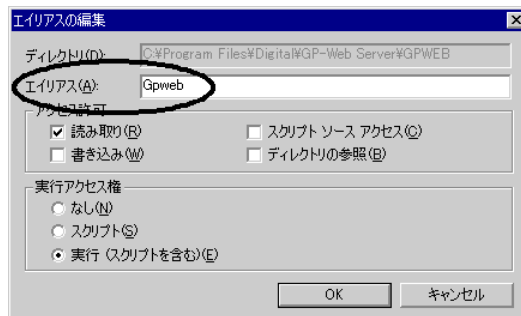 エイリアスの編集
ディレクトリ(D): C:¥Program Files¥Digital¥GP-Web Server¥GPWEB
エイリアス(A): Gpweb
アクセス許可
読み取り(R) スクリプト ソース アクセス(C)
書き込み(W) ディレクトリの参照(B)
実行アクセス権
なし(N)
スクリプト(S)
実行 (スクリプトを含む)(E)
OK キャンセル